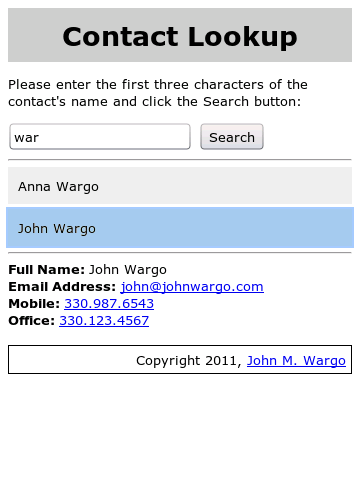 Contact Lookup
Please enter the first three characters of the
contact's name and click the Search button:
war Search
Anna Wargo
John Wargo
Full Name: John Wargo
Email Address: john@johnwargo.com
Mobile: 330.987.6543
Office: 330.123.4567
Copyright 2011, John M. Wargo